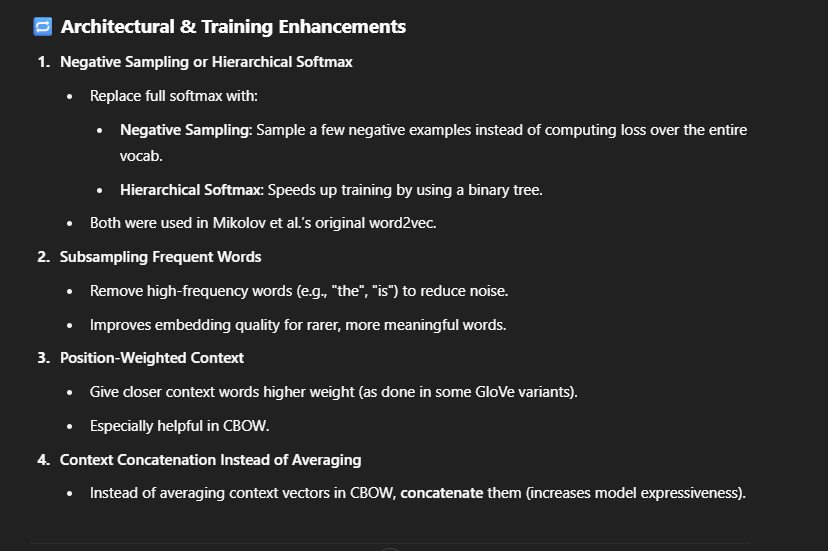 🔁 Architectural & Training Enhancements
1. Negative Sampling or Hierarchical Softmax
• Replace full softmax with:
• Negative Sampling: Sample a few negative examples instead of computing loss over the entire
vocab.
• Hierarchical Softmax: Speeds up training by using a binary tree.
• Both were used in Mikolov et al.'s original word2vec.
2. Subsampling Frequent Words
• Remove high-frequency words (e.g., "the", "is") to reduce noise.
• Improves embedding quality for rarer, more meaningful words.
3. Position-Weighted Context
• Give closer context words higher weight (as done in some GloVe variants).
• Especially helpful in CBOW.
4. Context Concatenation Instead of Averaging
• Instead of averaging context vectors in CBOW, concatenate them (increases model expressiveness).